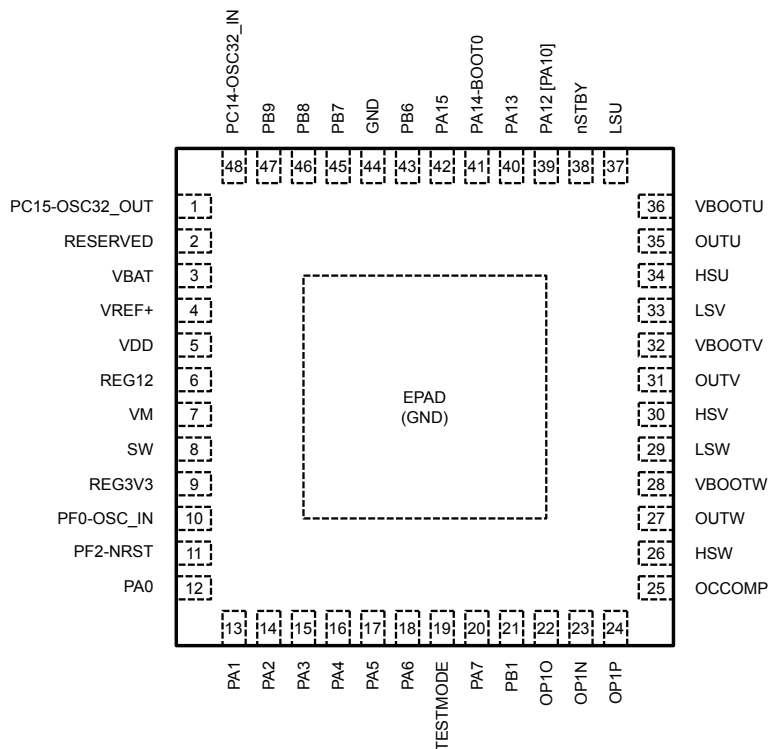 PC14-OSC32_IN
PB9
PB8
PB7
GND
PB6
PA15
PA14-BOOT0
PA13
PA12 [PA10]
nSTBY
LSU
48
47
46
45
44
43
42
41
40
39
38
37
PC15-OSC32_OUT 1
RESERVED 2
VBAT 3
VREF+ 4
VDD 5
REG12 6
VM 7
SW 8
REG3V3 9
PF0-OSC_IN 10
PF2-NRST 11
PA0 12
EPAD
(GND)
36 VBOOTU
35 OUTU
34 HSU
33 LSV
32 VBOOTV
31 OUTV
30 HSV
29 LSW
28 VBOOTW
27 OUTW
26 HSW
25 OCCOMP
13
14
15
16
17
18
19
20
21
22
23
24
PA1
PA2
PA3
PA4
PA5
PA6
TESTMODE
PA7
PB1
OP1O
OP1N
OP1P